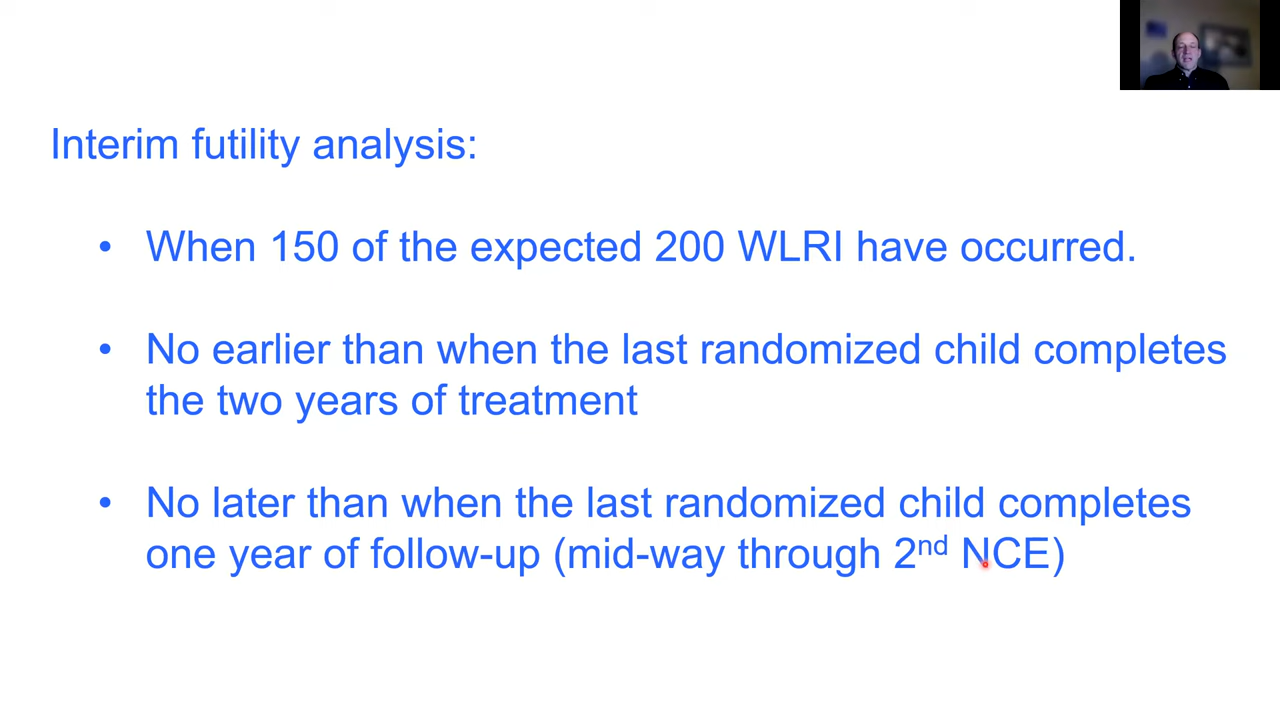 Interim futility analysis:
• When 150 of the expected 200 WLRI have occurred.
• No earlier than when the last randomized child completes
the two years of treatment
• No later than when the last randomized child completes
one year of follow-up (mid-way through 2nd NCE)